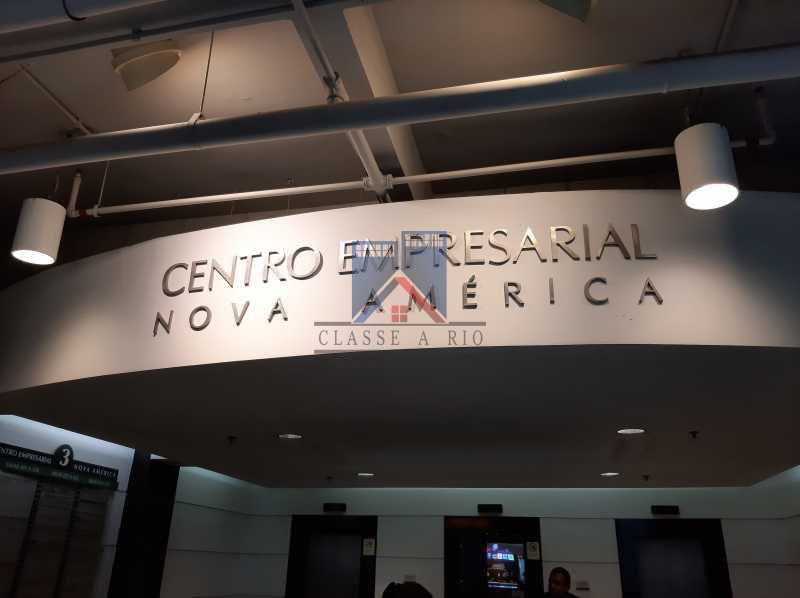 CENTRO EMPRESARIAL
NOVA AMÉRICA
CLASSE A RIO
CENTRO EMPRESARIAL 3 NOVA AMÉRICA